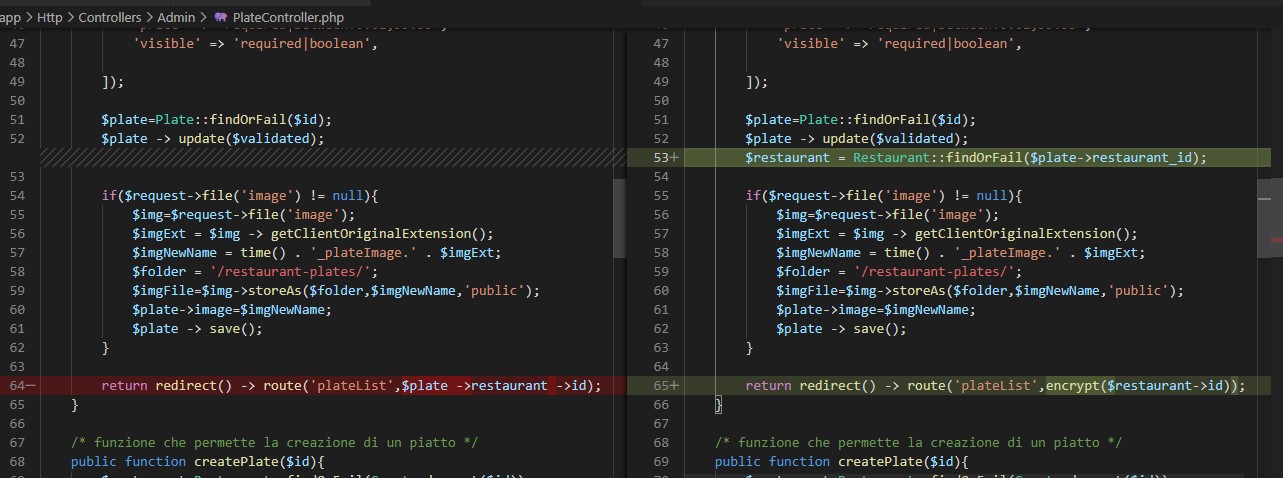 app > Http > Controllers > Admin > PlateController.php
47 'visible' => 'required|boolean',
48
49 ]);
50
51 $plate=Plate::findOrFail($id);
52 $plate -> update($validated);
53
54 if($request->file('image') != null){
55 $img=$request->file('image');
56 $imgExt = $img -> getClientOriginalExtension();
57 $imgNewName = time() . '_plateImage.' . $imgExt;
58 $folder = '/restaurant-plates/';
59 $imgFile=$img->storeAs($folder,$imgNewName,'public');
60 $plate->image=$imgNewName;
61 $plate -> save();
62 }
63
64− return redirect() -> route('plateList',$plate ->restaurant ->id);
65 }
66
67 /* funzione che permette la creazione di un piatto */
68 public function createPlate($id){
47 'visible' => 'required|boolean',
48
49 ]);
50
51 $plate=Plate::findOrFail($id);
52 $plate -> update($validated);
53+ $restaurant = Restaurant::findOrFail($plate->restaurant_id);
54
55 if($request->file('image') != null){
56 $img=$request->file('image');
57 $imgExt = $img -> getClientOriginalExtension();
58 $imgNewName = time() . '_plateImage.' . $imgExt;
59 $folder = '/restaurant-plates/';
60 $imgFile=$img->storeAs($folder,$imgNewName,'public');
61 $plate->image=$imgNewName;
62 $plate -> save();
63 }
64
65+ return redirect() -> route('plateList',encrypt($restaurant->id));
66 }
67
68 /* funzione che permette la creazione di un piatto */
69 public function createPlate($id){